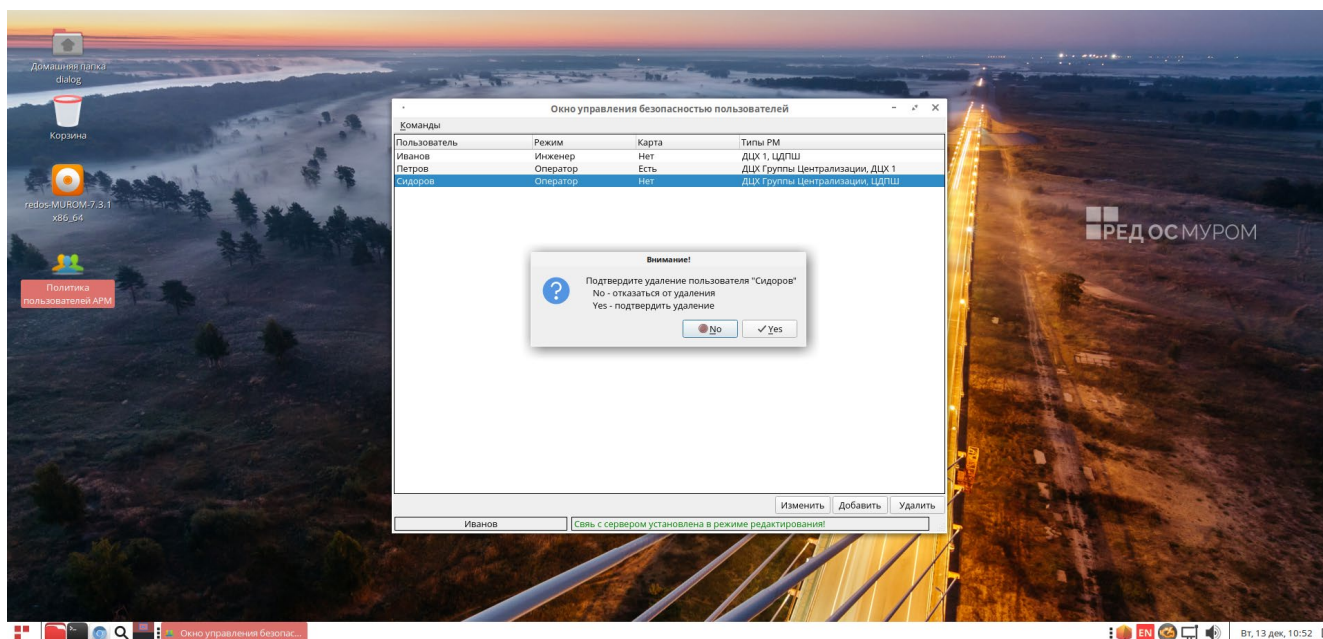 Домашняя папка
dialog
Корзина
redos-MUROM-7.3.1
x86_64
Политика
пользователей АРМ
Окно управления безопасностью пользователей
Команды
Пользователь Режим Карта Типы РМ
Иванов Инженер Нет ДЦХ 1, ЦДПШ
Петров Оператор Есть ДЦХ Группы Централизации, ДЦХ 1
Сидоров Оператор Нет ДЦХ Группы Централизации, ЦДПШ
Внимание!
Подтвердите удаление пользователя "Сидоров"
No - отказаться от удаления
Yes - подтвердить удаление
No Yes
Изменить Добавить Удалить
Иванов Свяь с сервером установлена в режиме редактирования!
РЕД ОС МУРОМ
Окно управления безопас...
EN Вт, 13 дек, 10:52